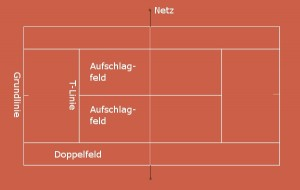 Netz
Aufschlag-
feld
Grundlinie
T-Linie
Aufschlag-
feld
Doppelfeld